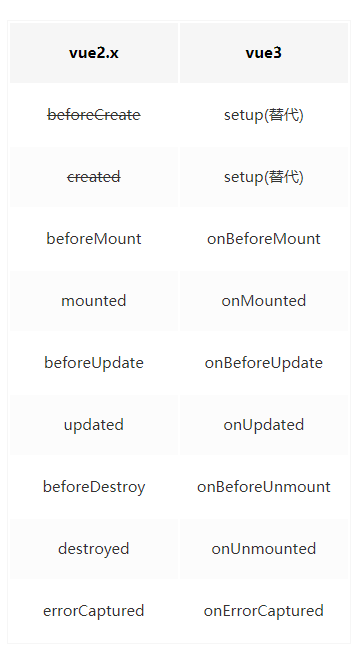 vue2.x vue3
beforeCreate setup(替代)
created setup(替代)
beforeMount onBeforeMount
mounted onMounted
beforeUpdate onBeforeUpdate
updated onUpdated
beforeDestroy onBeforeUnmount
destroyed onUnmounted
errorCaptured onErrorCaptured